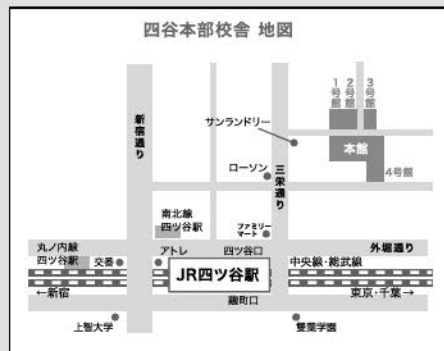 四谷本部校舎 地図
1号館
2号館
3号館
新宿通り
サンランドリー
本館
三栄通り
ローソン
4号館
南北線
四ツ谷駅
ファミリー
マート
丸ノ内線
四ツ谷駅
交番
アトレ
四ツ谷口
外堀通り
中央線・総武線
JR四ツ谷駅
←新宿
麹町口
東京・千葉→
上智大学
雙葉学園